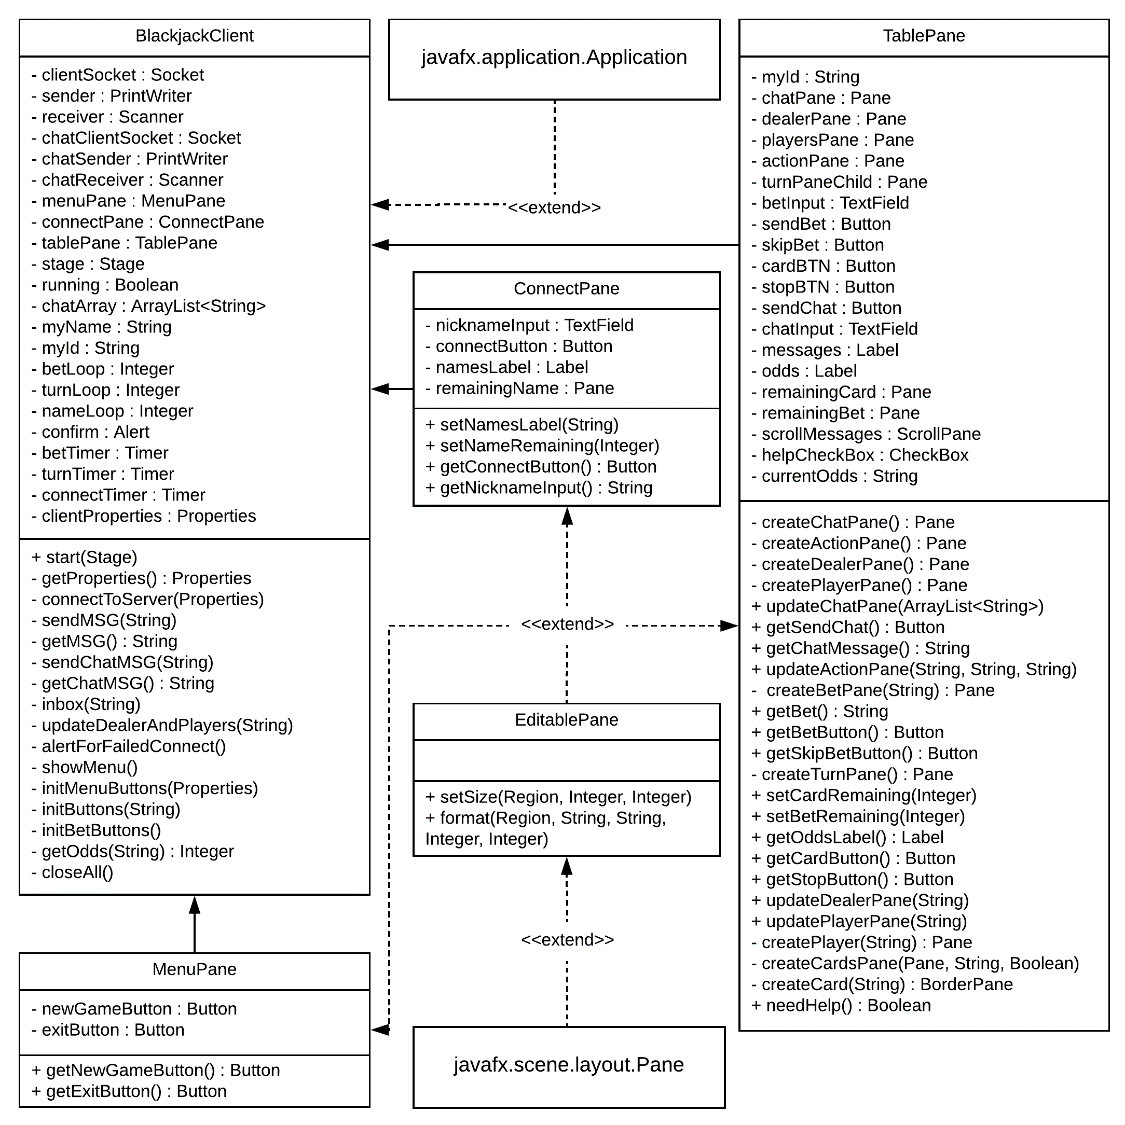 BlackjackClient
- clientSocket : Socket
- sender : PrintWriter
- receiver : Scanner
- chatClientSocket : Socket
- chatSender : PrintWriter
- chatReceiver : Scanner
- menuPane : MenuPane
- connectPane : ConnectPane
- tablePane : TablePane
- stage : Stage
- running : Boolean
- chatArray : ArrayList<String>
- myName : String
- myId : String
- betLoop : Integer
- turnLoop : Integer
- nameLoop : Integer
- confirm : Alert
- betTimer : Timer
- turnTimer : Timer
- connectTimer : Timer
- clientProperties : Properties
+ start(Stage)
- getProperties() : Properties
- connectToServer(Properties)
- sendMSG(String)
- getMSG() : String
- sendChatMSG(String)
- getChatMSG() : String
- inbox(String)
- updateDealerAndPlayers(String)
- alertForFailedConnect()
- showMenu()
- initMenuButtons(Properties)
- initButtons(String)
- initBetButtons()
- getOdds(String) : Integer
- closeAll()
MenuPane
- newGameButton : Button
- exitButton : Button
+ getNewGameButton() : Button
+ getExitButton() : Button
javafx.application.Application
<<extend>>
ConnectPane
- nicknameInput : TextField
- connectButton : Button
- namesLabel : Label
- remainingName : Pane
+ setNamesLabel(String)
+ setNameRemaining(Integer)
+ getConnectButton() : Button
+ getNicknameInput() : String
<<extend>>
EditablePane
+ setSize(Region, Integer, Integer)
+ format(Region, String, String,
Integer, Integer)
<<extend>>
javafx.scene.layout.Pane
TablePane
- myId : String
- chatPane : Pane
- dealerPane : Pane
- playersPane : Pane
- actionPane : Pane
- turnPaneChild : Pane
- betInput : TextField
- sendBet : Button
- skipBet : Button
- cardBTN : Button
- stopBTN : Button
- sendChat : Button
- chatInput : TextField
- messages : Label
- odds : Label
- remainingCard : Pane
- remainingBet : Pane
- scrollMessages : ScrollPane
- helpCheckBox : CheckBox
- currentOdds : String
- createChatPane() : Pane
- createActionPane() : Pane
- createDealerPane() : Pane
- createPlayerPane() : Pane
+ updateChatPane(ArrayList<String>)
+ getSendChat() : Button
+ getChatMessage() : String
+ updateActionPane(String, String, String)
- createBetPane(String) : Pane
+ getBet() : String
+ getBetButton() : Button
+ getSkipBetButton() : Button
- createTurnPane() : Pane
+ setCardRemaining(Integer)
+ setBetRemaining(Integer)
+ getOddsLabel() : Label
+ getCardButton() : Button
+ getStopButton() : Button
+ updateDealerPane(String)
+ updatePlayerPane(String)
- createPlayer(String) : Pane
- createCardsPane(Pane, String, Boolean)
- createCard(String) : BorderPane
+ needHelp() : Boolean